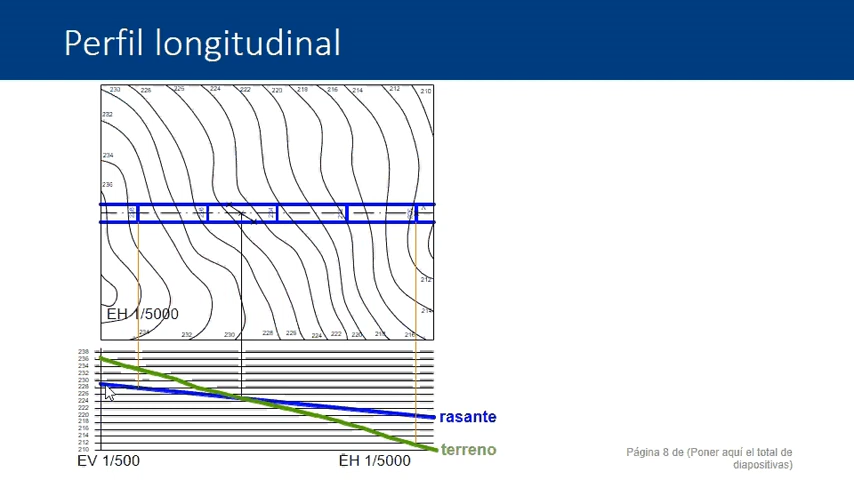 Perfil longitudinal
230 226 225 224 222 220 218 216 214 212 210
232
234
236
212
EH 1/5000
214
234 232 230 228 225 224 222 220 218 216
238
236
234
232
230
228
226
224
222
220
218
216
214
212
210
rasante
terreno
EV 1/500 EH 1/5000
Página 8 de (Poner aquí el total de
diapositivas)